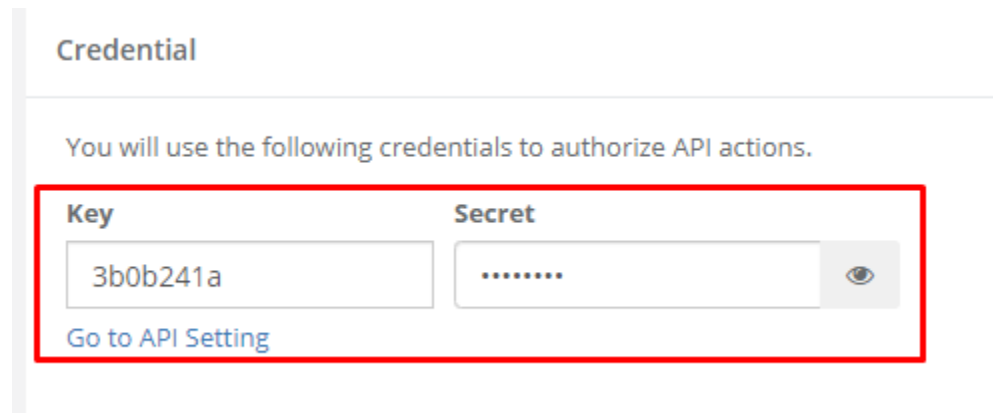 Credential
You will use the following credentials to authorize API actions.
Key Secret
3b0b241a ••••••••
Go to API Setting